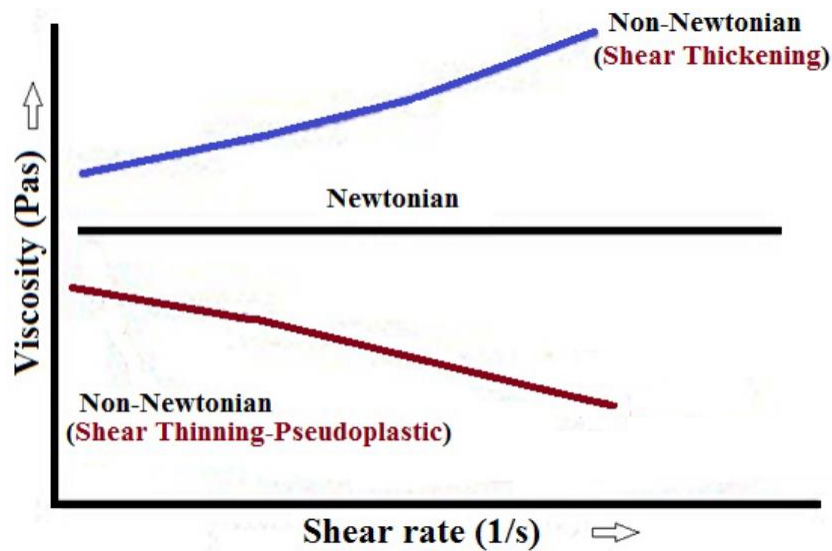 Non-Newtonian
(Shear Thickening)
Newtonian
Viscosity (Pas)
Non-Newtonian
(Shear Thinning-Pseudoplastic)
Shear rate (1/s)